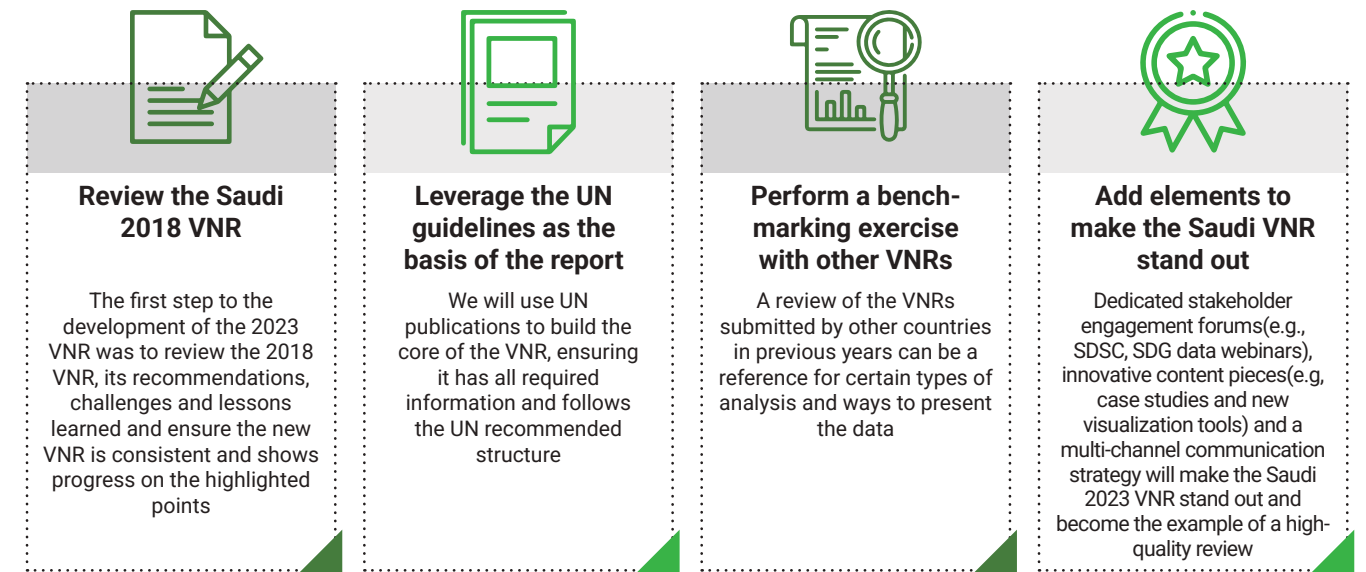 Review the Saudi
2018 VNR
The first step to the
development of the 2023
VNR was to review the 2018
VNR, its recommendations,
challenges and lessons
learned and ensure the new
VNR is consistent and shows
progress on the highlighted
points
Leverage the UN
guidelines as the
basis of the report
We will use UN
publications to build the
core of the VNR, ensuring
it has all required
information and follows
the UN recommended
structure
Perform a bench-
marking exercise
with other VNRs
A review of the VNRs
submitted by other countries
in previous years can be a
reference for certain types of
analysis and ways to present
the data
Add elements to
make the Saudi VNR
stand out
Dedicated stakeholder
engagement forums(e.g.,
SDSC, SDG data webinars),
innovative content pieces(e.g,
case studies and new
visualization tools) and a
multi-channel communication
strategy will make the Saudi
2023 VNR stand out and
become the example of a high-
quality review